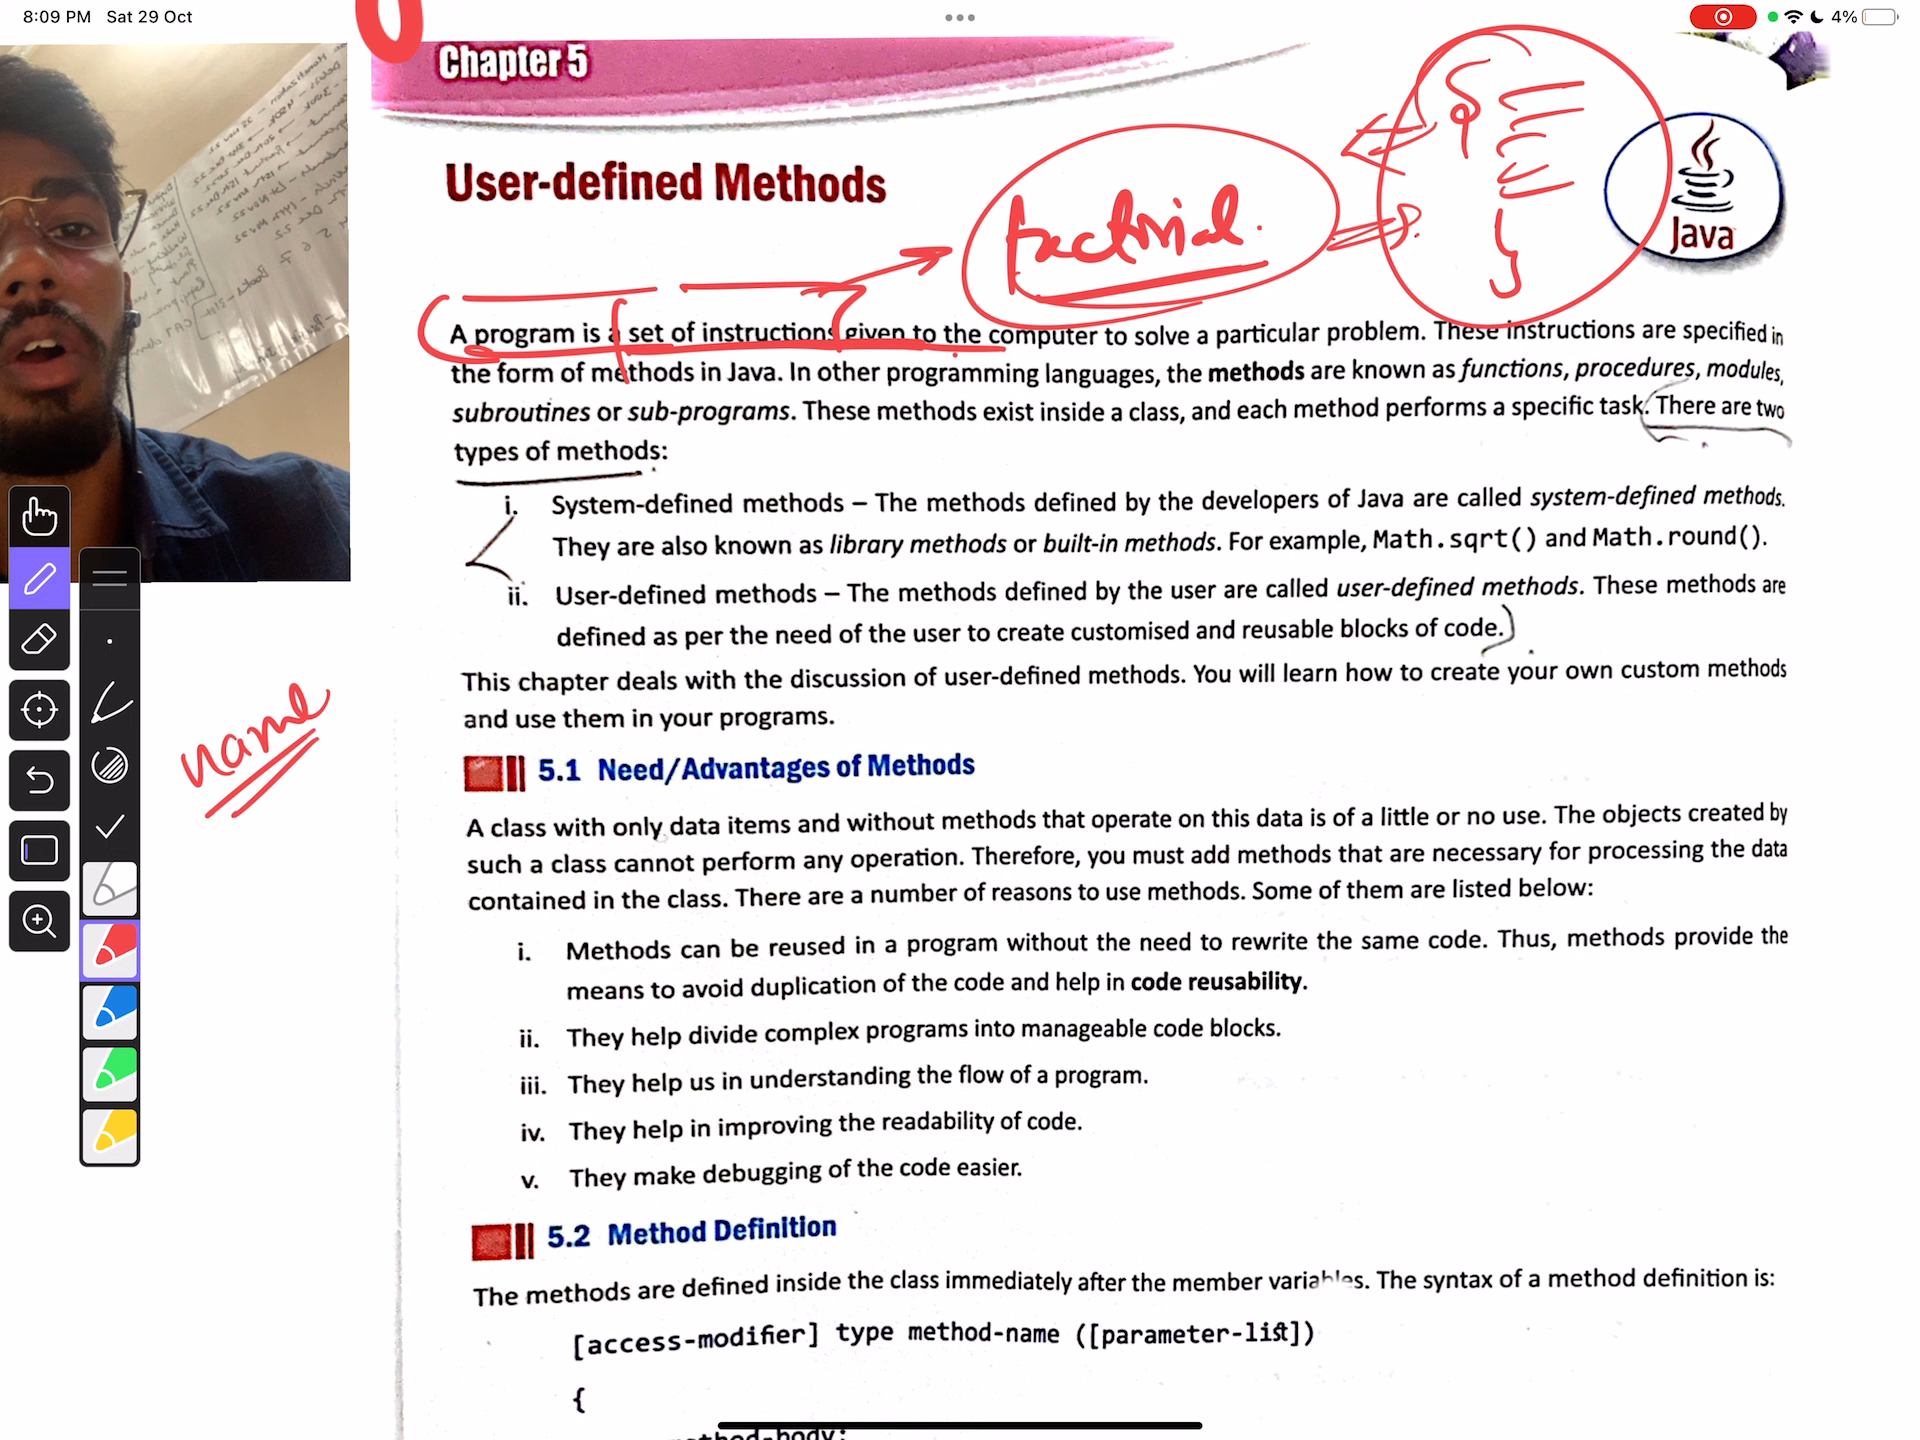 8:09 PM Sat 29 Oct
4%
Chapter 5
User-defined Methods
factorial.
Java
A program is a set of instructions given to the computer to solve a particular problem. These instructions are specified in
the form of methods in Java. In other programming languages, the methods are known as functions, procedures, modules,
subroutines or sub-programs. These methods exist inside a class, and each method performs a specific task. There are two
types of methods:
i. System-defined methods – The methods defined by the developers of Java are called system-defined methods.
They are also known as library methods or built-in methods. For example, Math.sqrt() and Math.round().
ii. User-defined methods – The methods defined by the user are called user-defined methods. These methods are
defined as per the need of the user to create customised and reusable blocks of code.
This chapter deals with the discussion of user-defined methods. You will learn how to create your own custom methods
and use them in your programs.
name
5.1 Need/Advantages of Methods
A class with only data items and without methods that operate on this data is of a little or no use. The objects created by
such a class cannot perform any operation. Therefore, you must add methods that are necessary for processing the data
contained in the class. There are a number of reasons to use methods. Some of them are listed below:
i. Methods can be reused in a program without the need to rewrite the same code. Thus, methods provide the
means to avoid duplication of the code and help in code reusability.
ii. They help divide complex programs into manageable code blocks.
iii. They help us in understanding the flow of a program.
iv. They help in improving the readability of code.
v. They make debugging of the code easier.
5.2 Method Definition
The methods are defined inside the class immediately after the member variables. The syntax of a method definition is:
[access-modifier] type method-name ([parameter-list])
{
method-body;